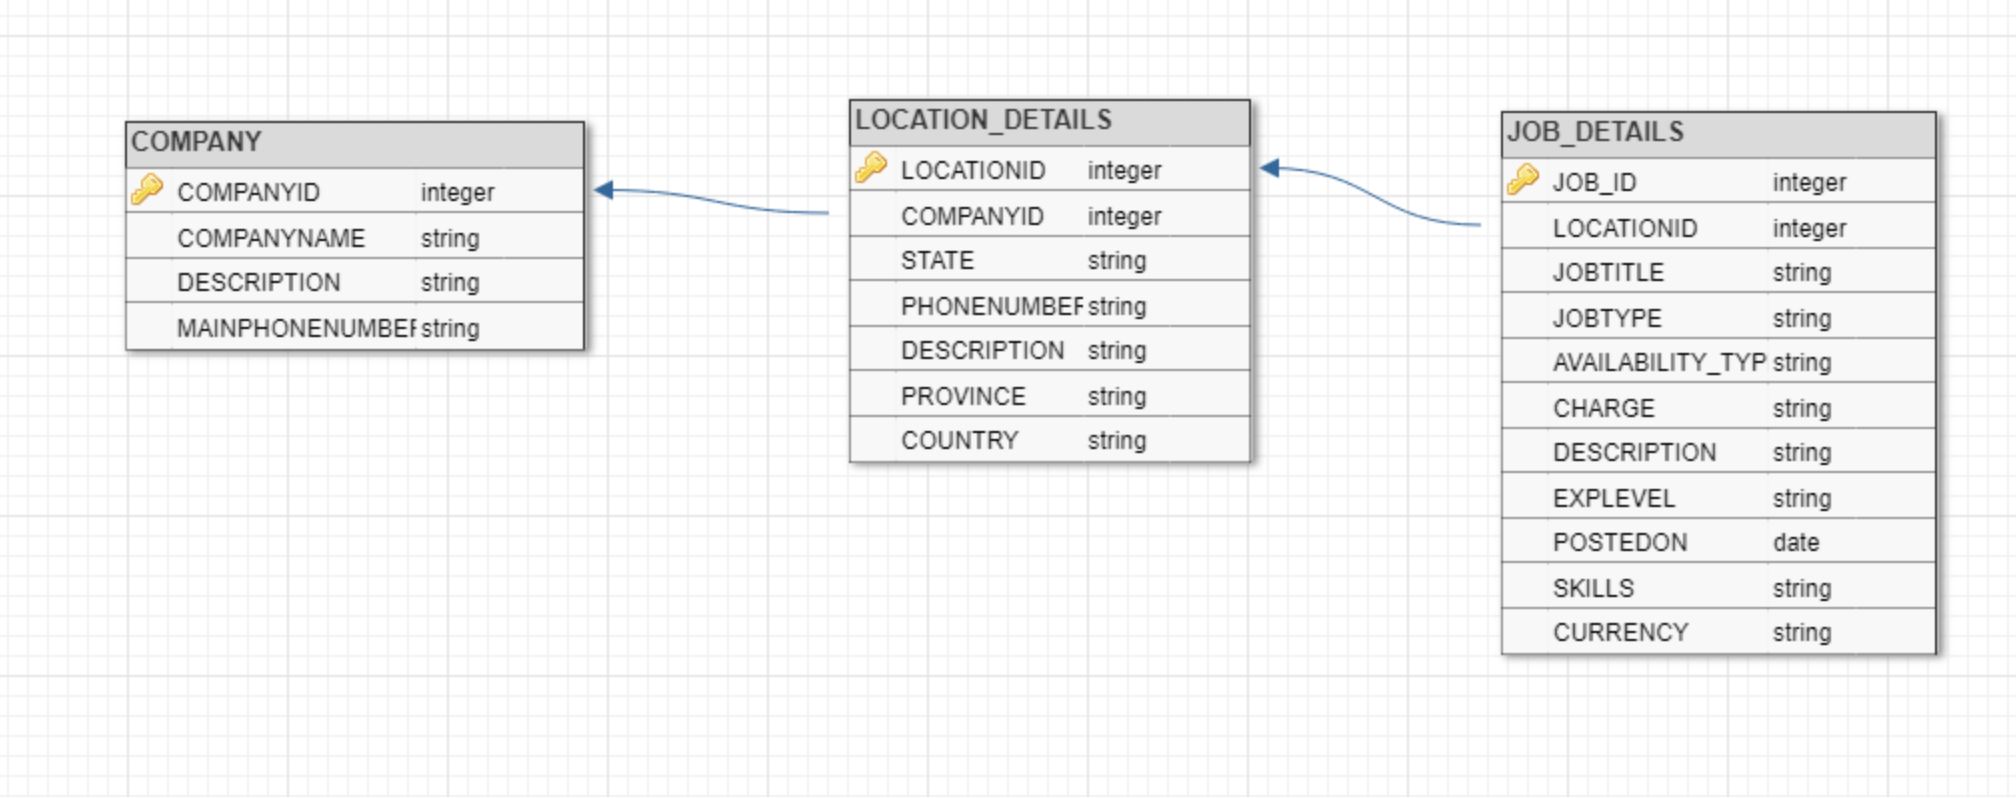 COMPANY
COMPANYID integer
COMPANYNAME string
DESCRIPTION string
MAINPHONENUMBER string
LOCATION_DETAILS
LOCATIONID integer
COMPANYID integer
STATE string
PHONENUMBER string
DESCRIPTION string
PROVINCE string
COUNTRY string
JOB_DETAILS
JOB_ID integer
LOCATIONID integer
JOBTITLE string
JOBTYPE string
AVAILABILITY_TYP string
CHARGE string
DESCRIPTION string
EXPLEVEL string
POSTEDON date
SKILLS string
CURRENCY string